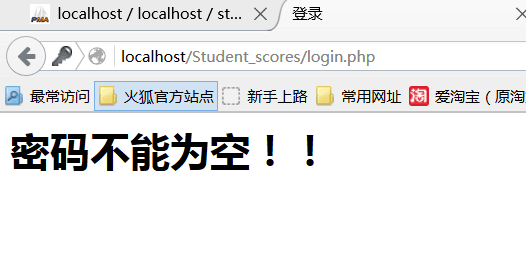 localhost / localhost / st...
登录
localhost/Student_scores/login.php
最常访问 火狐官方站点 新手上路 常用网址 淘 爱淘宝（原淘
密码不能为空！！